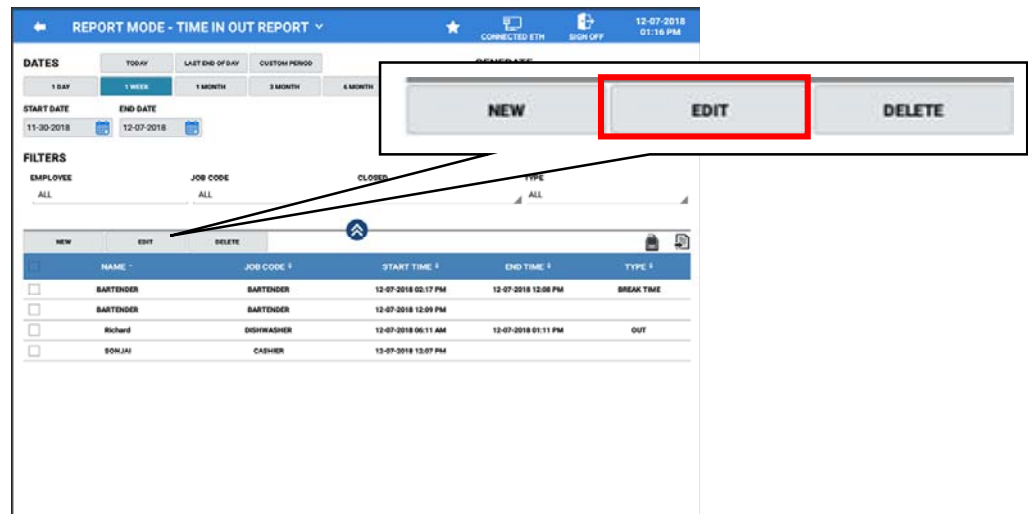 REPORT MODE - TIME IN OUT REPORT
CONNECTED ETH
SIGN OFF
12-07-2018
01:16 PM
DATES
TODAY
LAST END OF DAY
CUSTOM PERIOD
GENERATE
1 DAY
1 WEEK
1 MONTH
3 MONTH
6 MONTH
NEW
EDIT
DELETE
START DATE
END DATE
11-30-2018
12-07-2018
FILTERS
EMPLOYEE
JOB CODE
CLOSED
TYPE
ALL
ALL
ALL
NEW
EDIT
DELETE
NAME
JOB CODE
START TIME
END TIME
TYPE
BARTENDER BARTENDER 12-07-2018 02:17 PM 12-07-2018 12:08 PM BREAK TIME
BARTENDER BARTENDER 12-07-2018 12:09 PM
Richard DISHWASHER 12-07-2018 06:11 AM 12-07-2018 01:11 PM OUT
SONJAI CASHIER 12-07-2018 12:07 PM